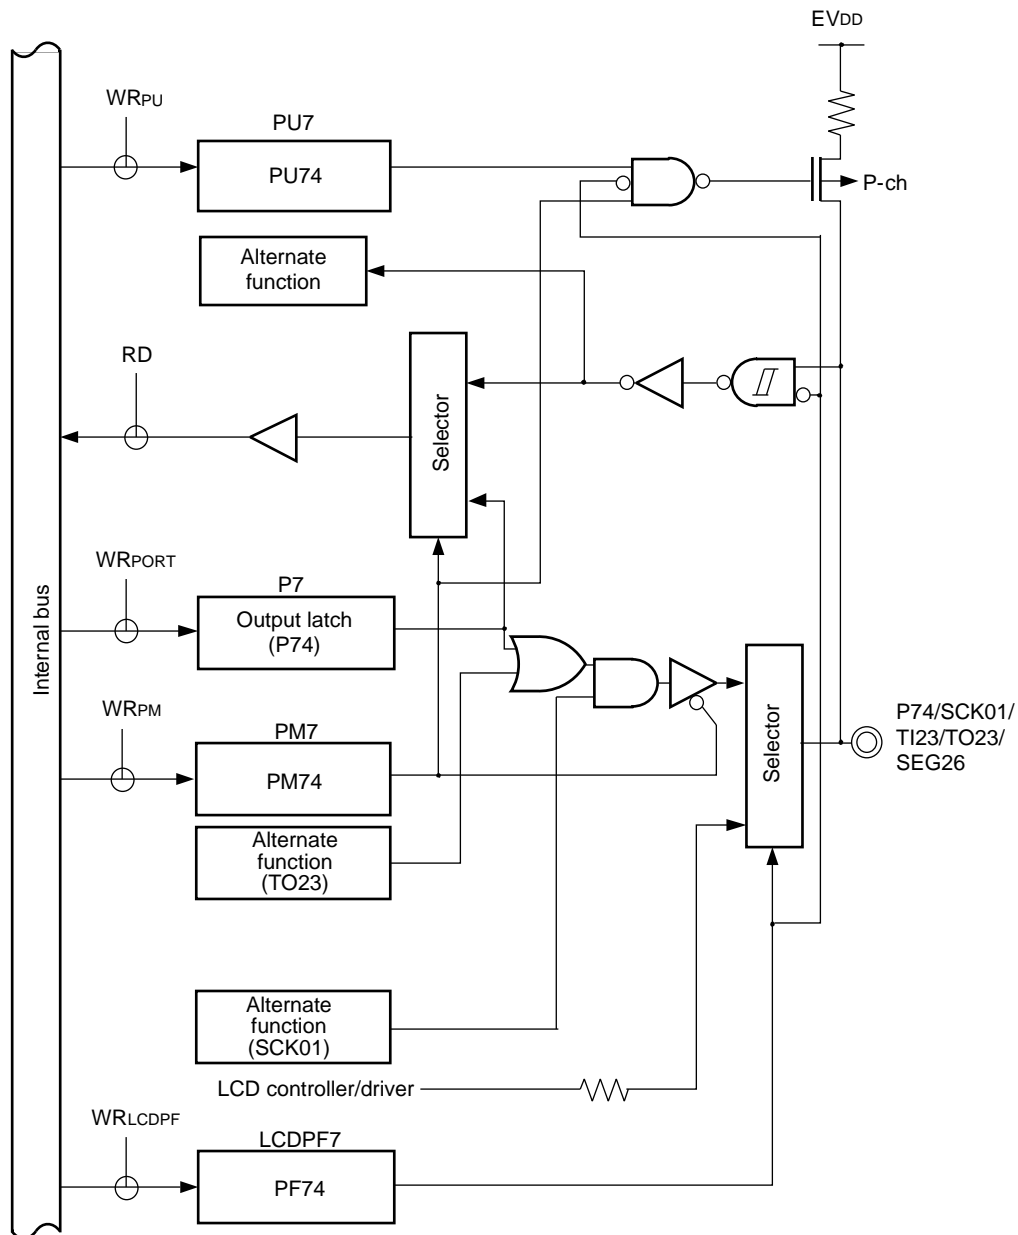 EVDD
WRPU
PU7
PU74
P-ch
Alternate
function
RD
Selector
WRPORT
P7
Output latch
(P74)
Internal bus
WRPM
PM7
PM74
Selector
P74/SCK01/
TI23/TO23/
SEG26
Alternate
function
(TO23)
Alternate
function
(SCK01)
LCD controller/driver
WRLCDPF
LCDPF7
PF74